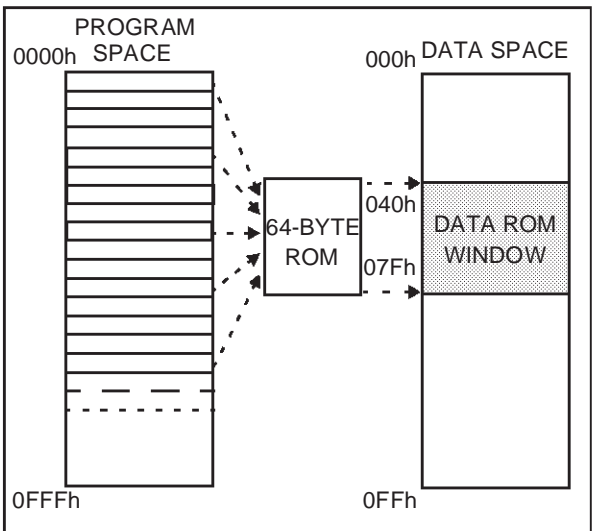 PROGRAM
SPACE
0000h
000h
DATA SPACE
64-BYTE
ROM
040h
07Fh
DATA ROM
WINDOW
0FFFh
0FFh